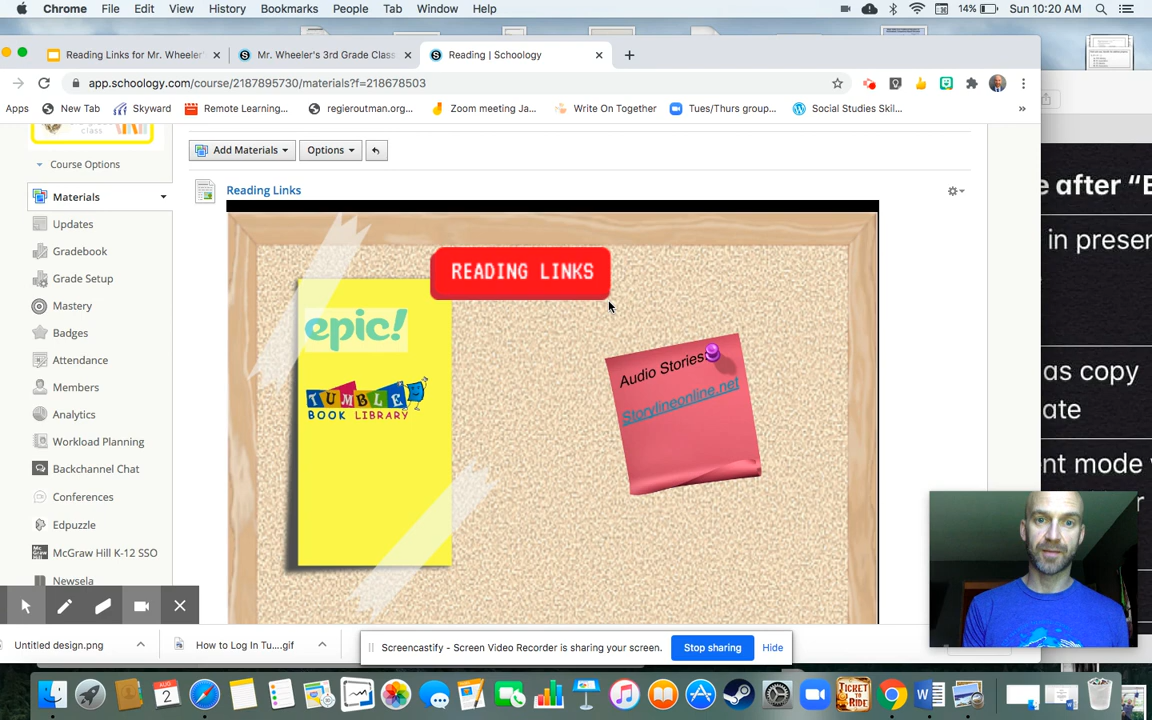 Chrome File Edit View History Bookmarks People Tab Window Help 14% Sun 10:20 AM
Reading Links for Mr. Wheeler' Mr. Wheeler's 3rd Grade Class Reading | Schoology
app.schoology.com/course/2187895730/materials?f=218678503
Apps New Tab Skyward Remote Learning... regieroutman.org... Zoom meeting Ja... Write On Together Tues/Thurs group... Social Studies Skil... »
class
Course Options
Add Materials Options
Materials
Reading Links
Updates
Gradebook
Grade Setup
Mastery
Badges
Attendance
Members
Analytics
Workload Planning
Backchannel Chat
Conferences
Edpuzzle
McGraw Hill K-12 SSO
Newsela
READING LINKS
epic!
TUMBLE
BOOK LIBRARY
Audio Stories
Storylineonline.net
e after “E
in preser
as copy
ate
nt mode
Untitled design.png How to Log In Tu....gif
Screencastify - Screen Video Recorder is sharing your screen. Stop sharing Hide
AUG
2
TICKET
TO
RIDE